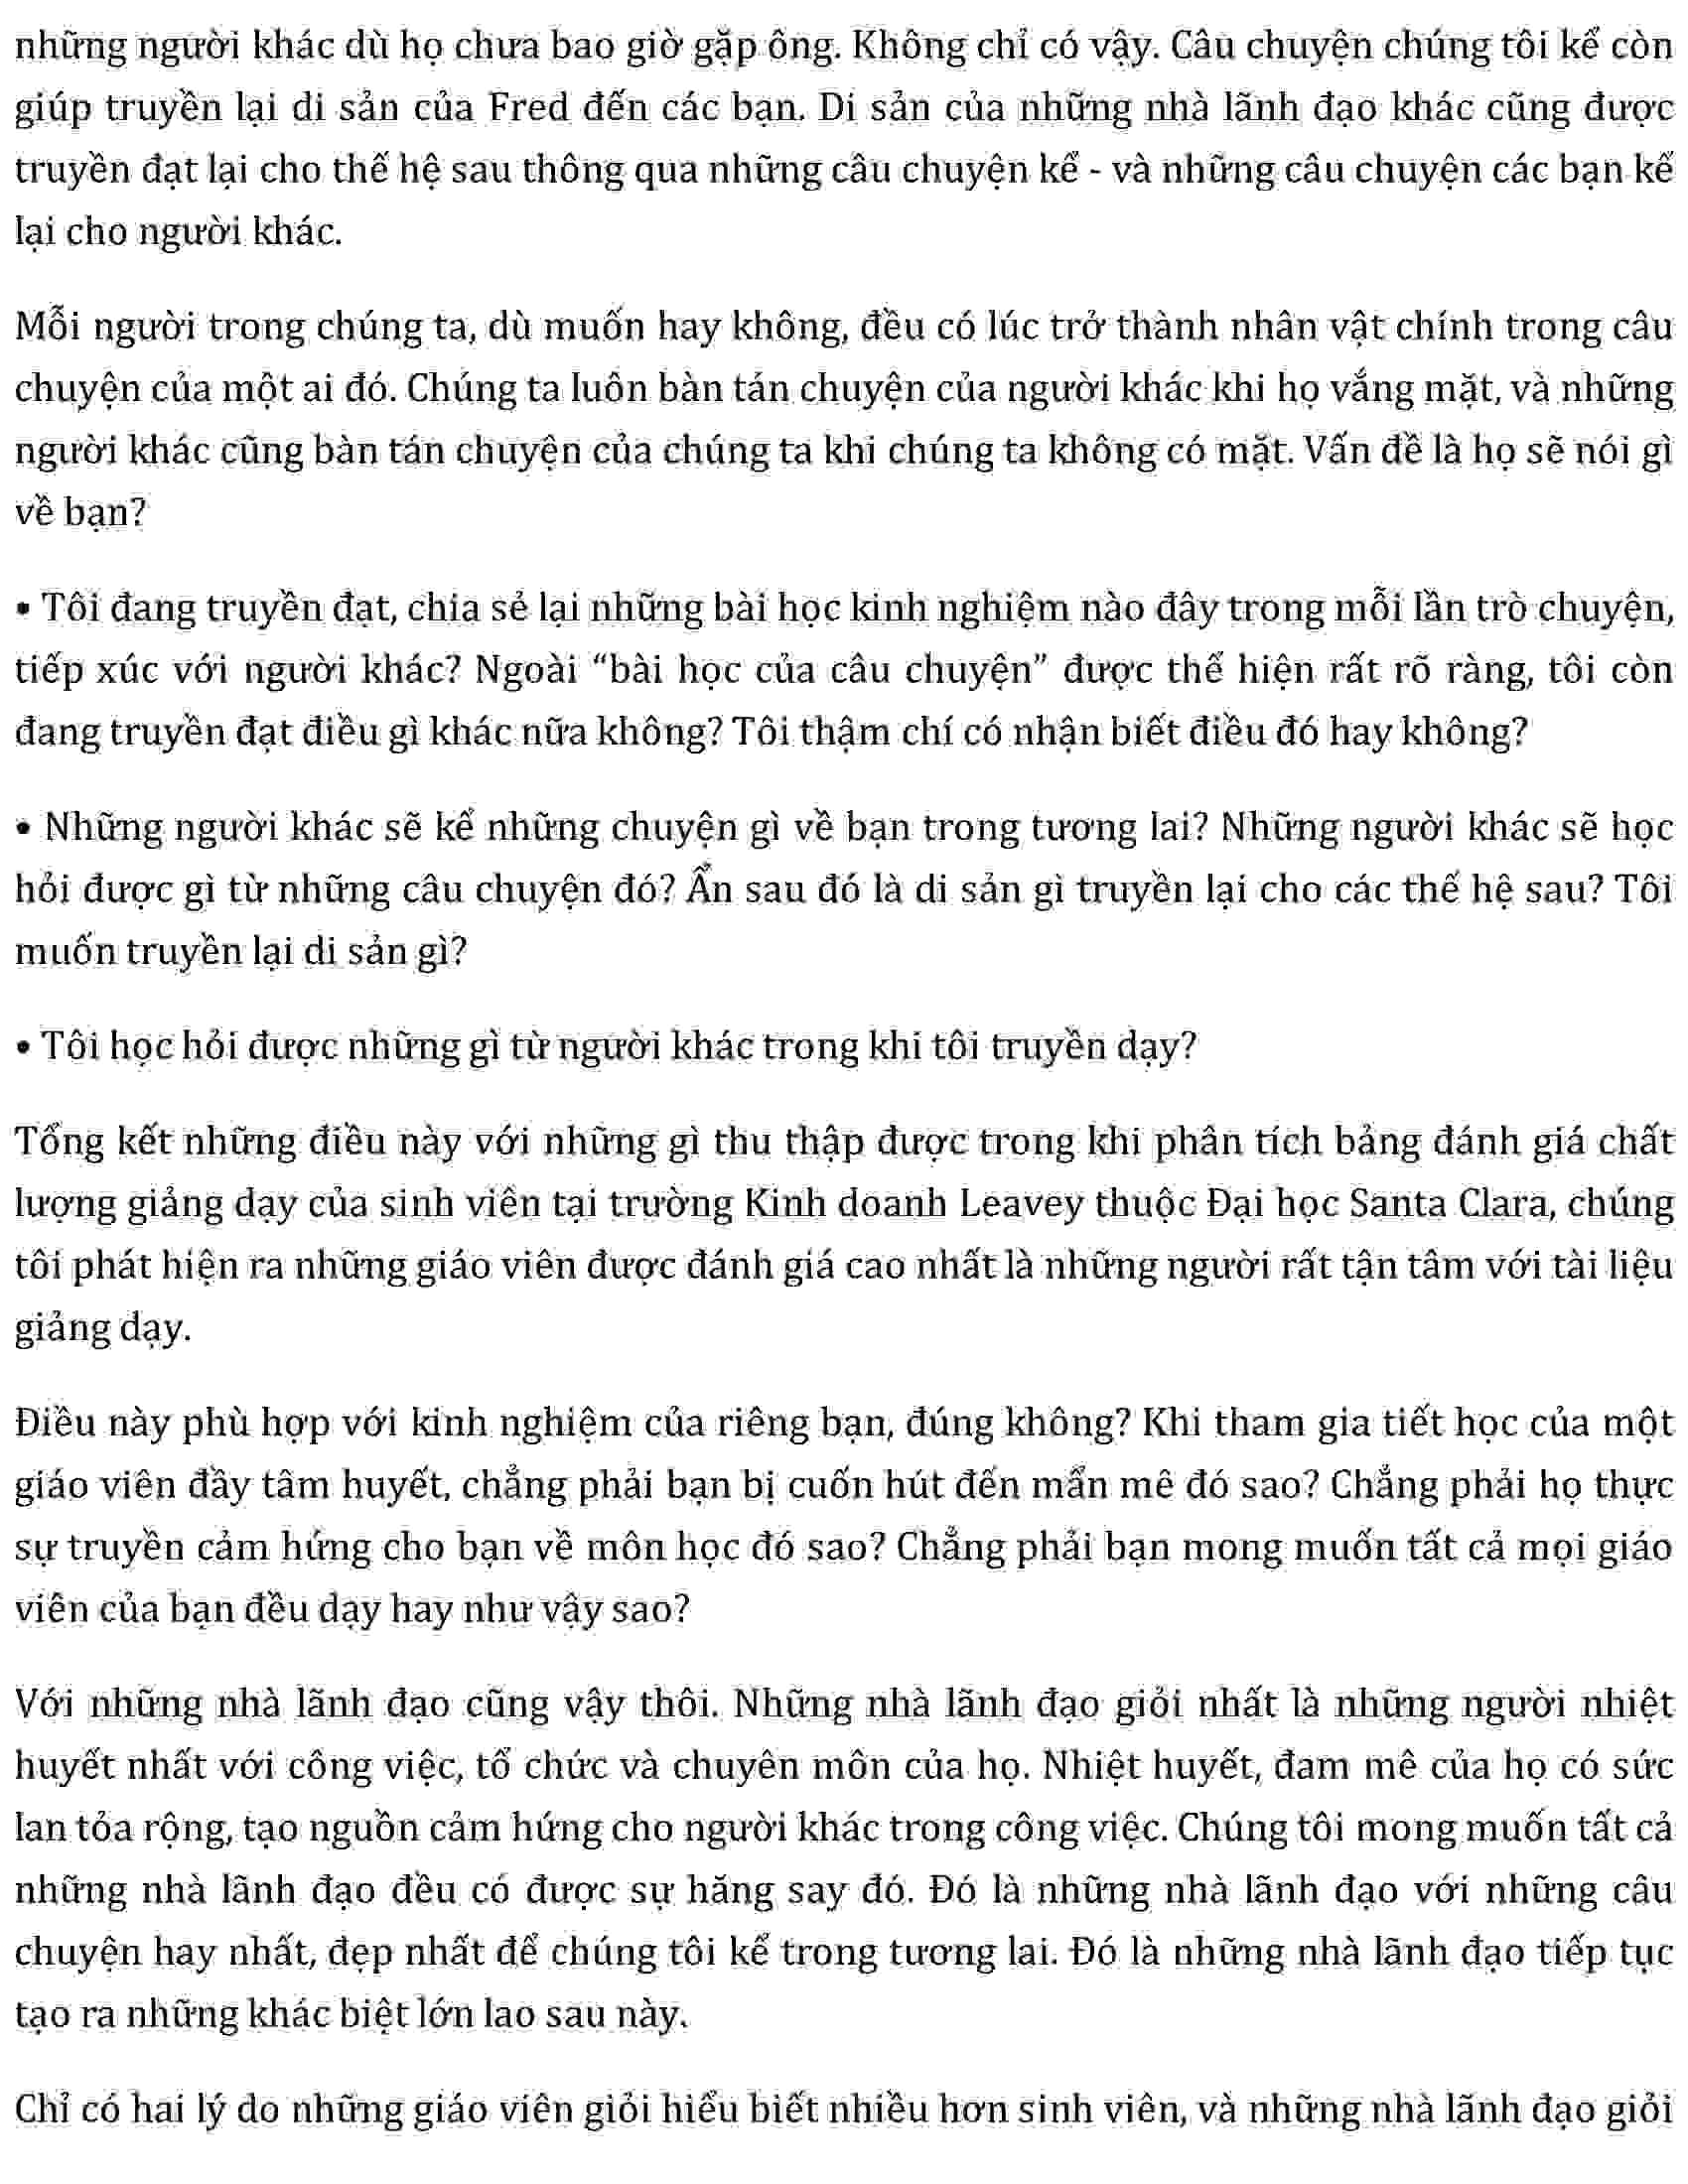 những người khác dù họ chưa bao giờ gặp ông. Không chỉ có vậy. Câu chuyện chúng tôi kể còn
giúp truyền lại di sản của Fred đến các bạn. Di sản của những nhà lãnh đạo khác cũng được
truyền đạt lại cho thế hệ sau thông qua những câu chuyện kể - và những câu chuyện các bạn kể
lại cho người khác.
Mỗi người trong chúng ta, dù muốn hay không, đều có lúc trở thành nhân vật chính trong câu
chuyện của một ai đó. Chúng ta luôn bàn tán chuyện của người khác khi họ vắng mặt, và những
người khác cũng bàn tán chuyện của chúng ta khi chúng ta không có mặt. Vấn đề là họ sẽ nói gì
về bạn?
• Tôi đang truyền đạt, chia sẻ lại những bài học kinh nghiệm nào đây trong mỗi lần trò chuyện,
tiếp xúc với người khác? Ngoài “bài học của câu chuyện” được thể hiện rất rõ ràng, tôi còn
đang truyền đạt điều gì khác nữa không? Tôi thậm chí có nhận biết điều đó hay không?
• Những người khác sẽ kể những chuyện gì về bạn trong tương lai? Những người khác sẽ học
hỏi được gì từ những câu chuyện đó? Ẩn sau đó là di sản gì truyền lại cho các thế hệ sau? Tôi
muốn truyền lại di sản gì?
• Tôi học hỏi được những gì từ người khác trong khi tôi truyền dạy?
Tổng kết những điều này với những gì thu thập được trong khi phân tích bảng đánh giá chất
lượng giảng dạy của sinh viên tại trường Kinh doanh Leavey thuộc Đại học Santa Clara, chúng
tôi phát hiện ra những giáo viên được đánh giá cao nhất là những người rất tận tâm với tài liệu
giảng dạy.
Điều này phù hợp với kinh nghiệm của riêng bạn, đúng không? Khi tham gia tiết học của một
giáo viên đầy tâm huyết, chẳng phải bạn bị cuốn hút đến mẩn mê đó sao? Chẳng phải họ thực
sự truyền cảm hứng cho bạn về môn học đó sao? Chẳng phải bạn mong muốn tất cả mọi giáo
viên của bạn đều dạy hay như vậy sao?
Với những nhà lãnh đạo cũng vậy thôi. Những nhà lãnh đạo giỏi nhất là những người nhiệt
huyết nhất với công việc, tổ chức và chuyên môn của họ. Nhiệt huyết, đam mê của họ có sức
lan tỏa rộng, tạo nguồn cảm hứng cho người khác trong công việc. Chúng tôi mong muốn tất cả
những nhà lãnh đạo đều có được sự hăng say đó. Đó là những nhà lãnh đạo với những câu
chuyện hay nhất, đẹp nhất để chúng tôi kể trong tương lai. Đó là những nhà lãnh đạo tiếp tục
tạo ra những khác biệt lớn lao sau này.
Chỉ có hai lý do những giáo viên giỏi hiểu biết nhiều hơn sinh viên, và những nhà lãnh đạo giỏi